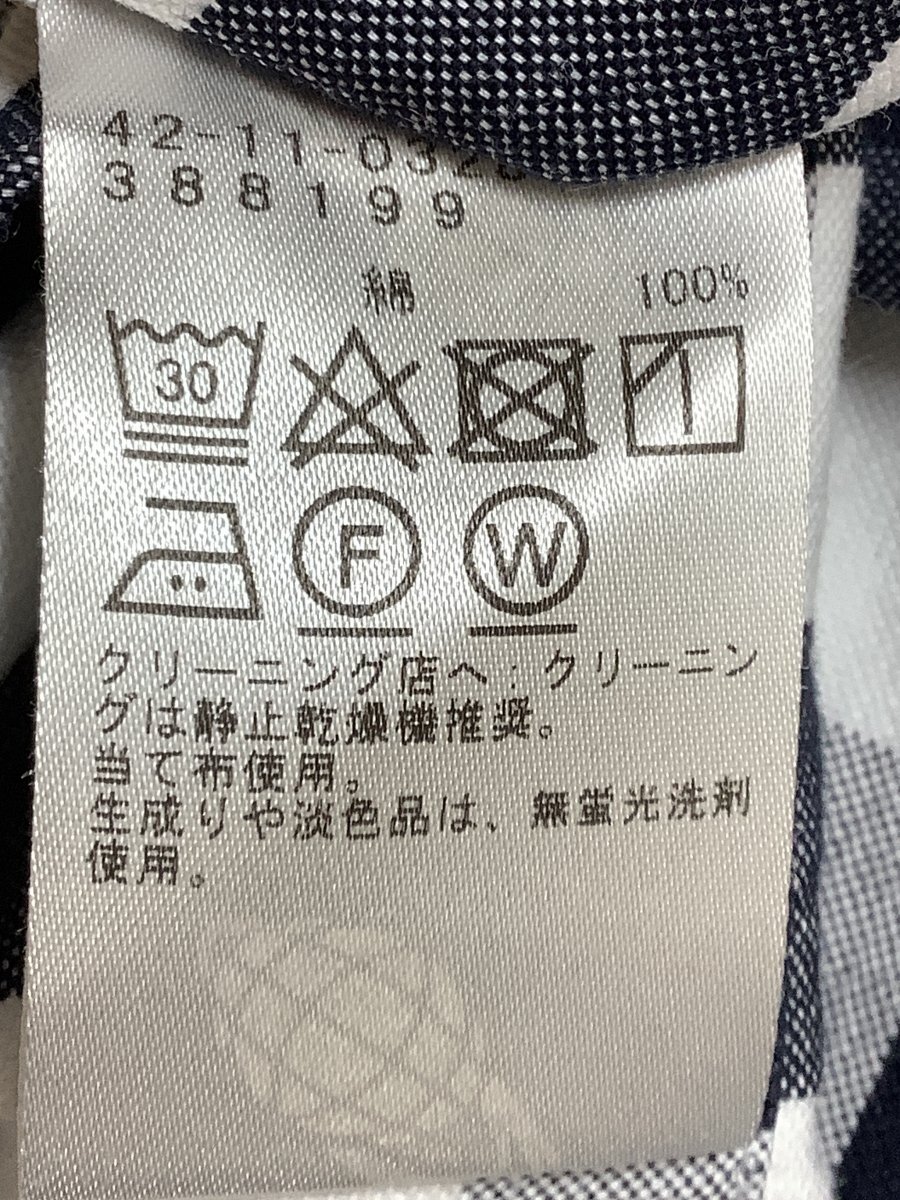 42-11-032
388199
綿 100%
30
F W
クリーニング店へ:クリーニン
グは静止乾燥機推奨。
当て布使用。
生成りや淡色品は、無蛍光洗剤
使用。